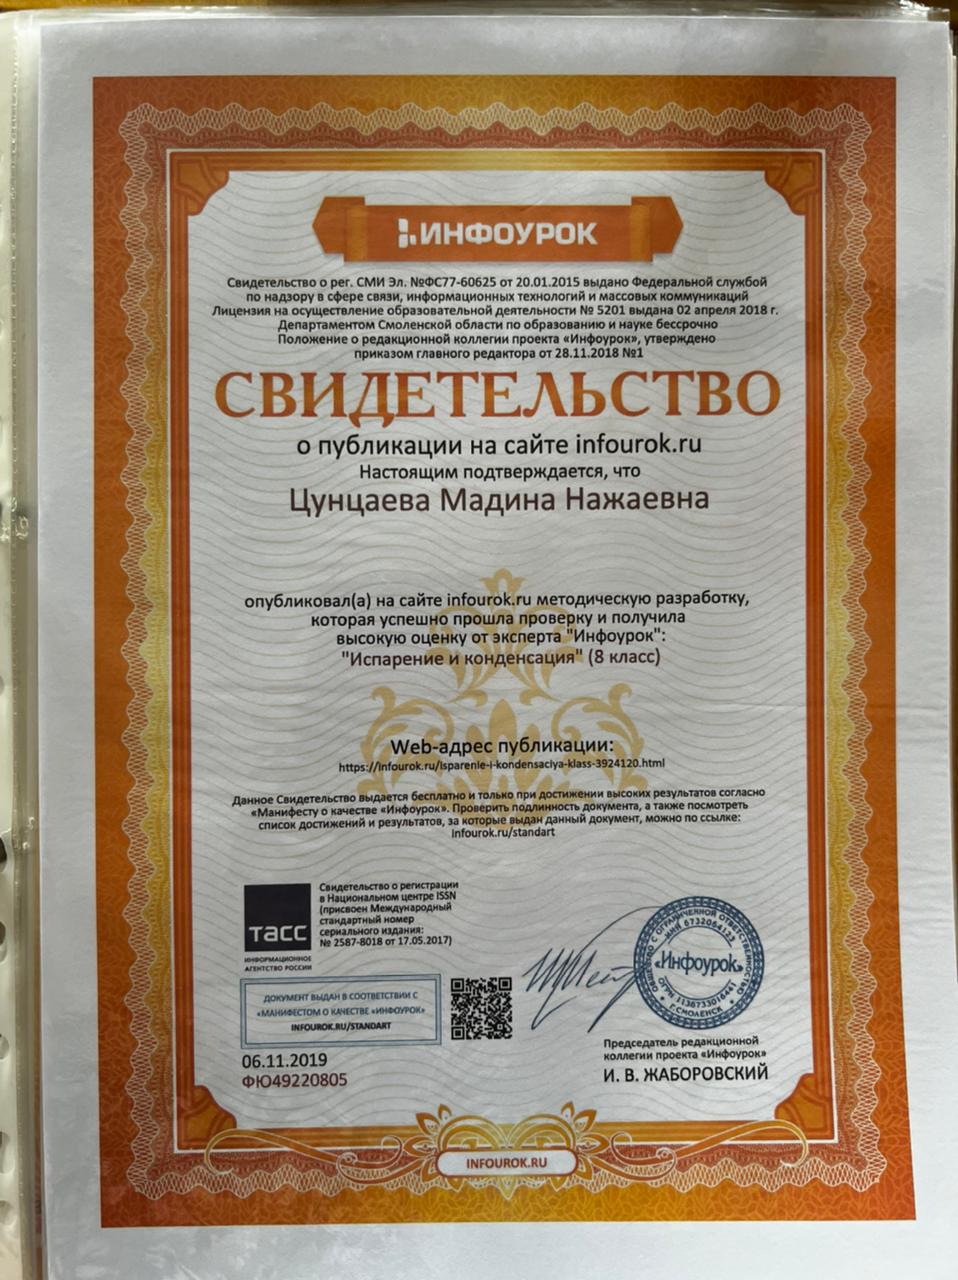 ИНФОУРОК
Свидетельство о рег. СМИ Эл. №ФС77-60625 от 20.01.2015 выдано Федеральной службой
по надзору в сфере связи, информационных технологий и массовых коммуникаций
Лицензия на осуществление образовательной деятельности № 5201 выдана 02 апреля 2018 г.
Департаментом Смоленской области по образованию и науке бессрочно
Положение о редакционной коллегии проекта «Инфоурок», утверждено
приказом главного редактора от 28.11.2018 №1
СВИДЕТЕЛЬСТВО
о публикации на сайте infourok.ru
Настоящим подтверждается, что
Цунцаева Мадина Нажаевна
опубликовал(а) на сайте infourok.ru методическую разработку,
которая успешно прошла проверку и получила
высокую оценку от эксперта "Инфоурок":
"Испарение и конденсация" (8 класс)
Web-адрес публикации:
https://infourok.ru/isparenie-i-kondensaciya-klass-3924120.html
Данное Свидетельство выдается бесплатно и только при достижении высоких результатов согласно
«Манифесту о качестве «Инфоурок». Проверить подлинность документа, а также посмотреть
список достижений и результатов, за которые выдан данный документ, можно по ссылке:
infourok.ru/standart
Свидетельство о регистрации
в Национальном центре ISSN
(присвоен Международный
стандартный номер
сериального издания:
№ 2587-8018 от 17.05.2017)
ТАСС
ИНФОРМАЦИОННОЕ
АГЕНТСТВО РОССИИ
ДОКУМЕНТ ВЫДАН В СООТВЕТСТВИИ С
«МАНИФЕСТОМ О КАЧЕСТВЕ «ИНФОУРОК»
INFOUROK.RU/STANDART
06.11.2019
ФЮ49220805
ОБЩЕСТВО С ОГРАНИЧЕННОЙ ОТВЕТСТВЕННОСТЬЮ
ИНН 6732064123
«Инфоурок»
ОГРН 1136733016441
г. СМОЛЕНСК
Председатель редакционной
коллегии проекта «Инфоурок»
И. В. ЖАБОРОВСКИЙ
INFOUROK.RU